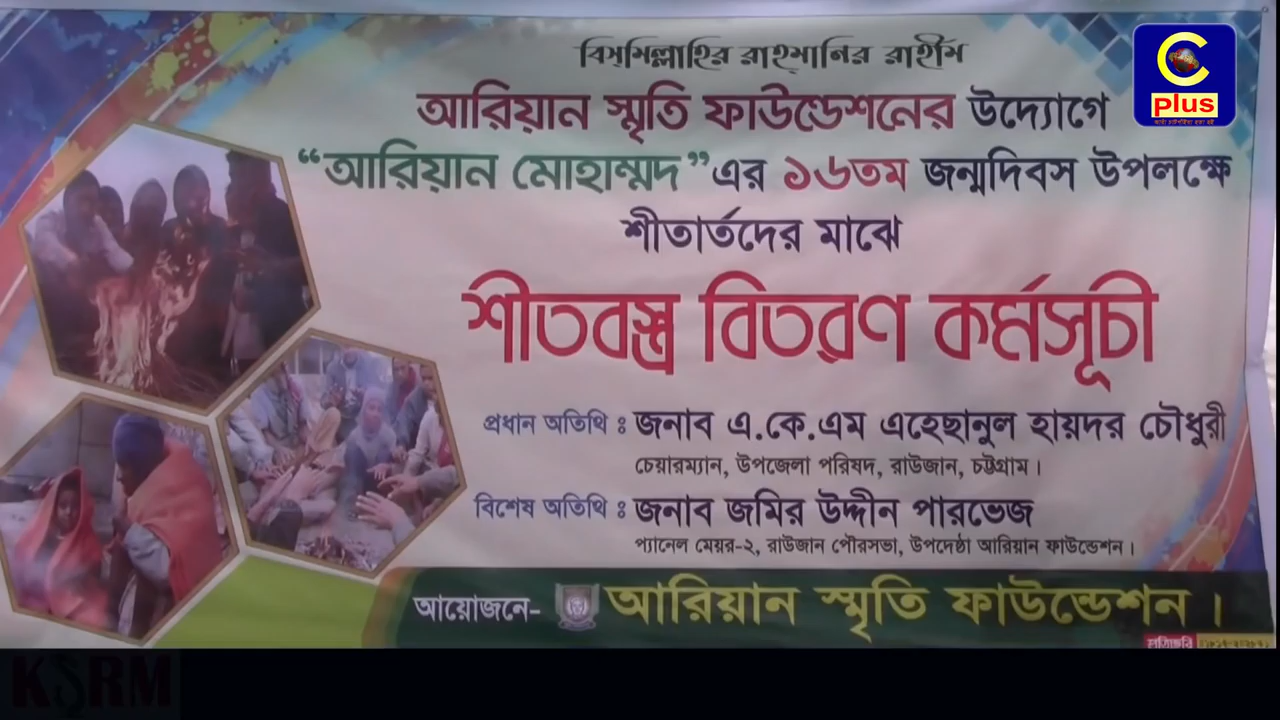 বিস্‌মিল্লাহির রাহ্‌মানির রাহীম
C
plus
আরিয়ান স্মৃতি ফাউন্ডেশনের উদ্যোগে
“আরিয়ান মোহাম্মদ” এর ১৬তম জন্মদিবস উপলক্ষে
শীতার্তদের মাঝে
শীতবস্ত্র বিতরণ কর্মসূচী
প্রধান অতিথি : জনাব এ.কে.এম এহেছানুল হায়দর চৌধুরী
চেয়ারম্যান, উপজেলা পরিষদ, রাউজান, চট্টগ্রাম।
বিশেষ অতিথি : জনাব জমির উদ্দীন পারভেজ
প্যানেল মেয়র-২, রাউজান পৌরসভা, উপদেষ্ঠা আরিয়ান ফাউন্ডেশন।
আয়োজনে- আরিয়ান স্মৃতি ফাউন্ডেশন।
KSRM